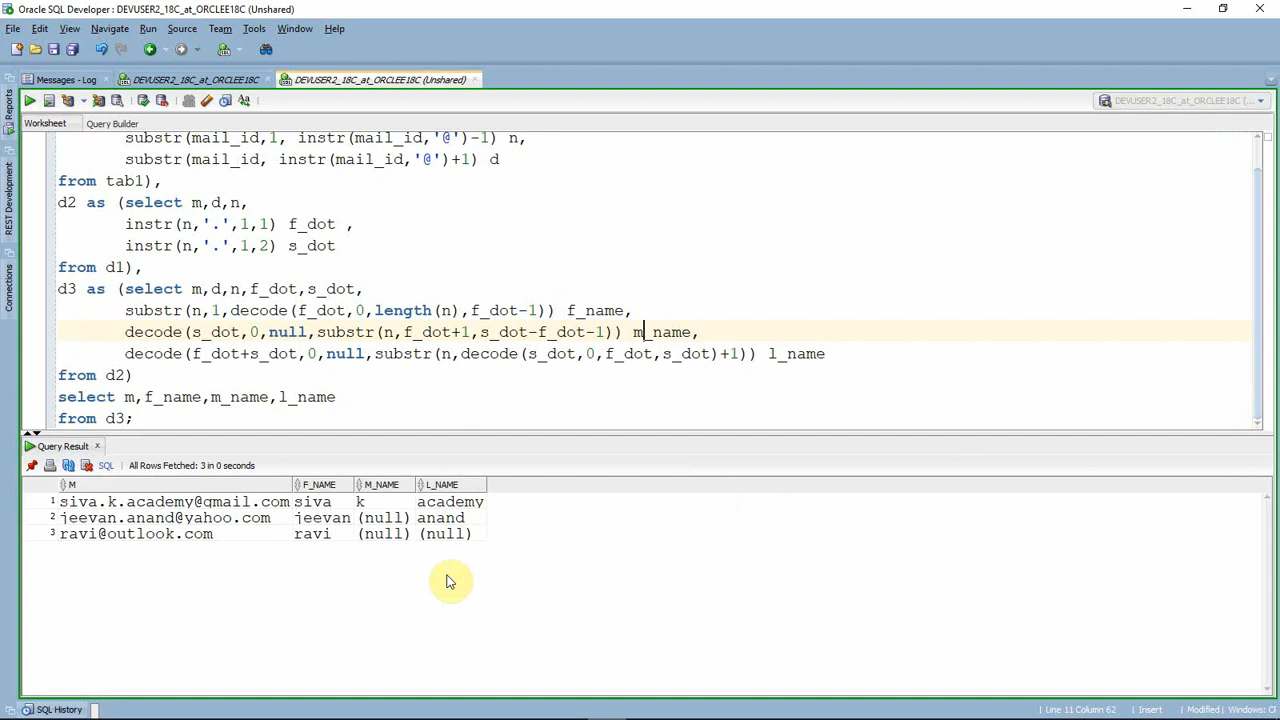 Oracle SQL Developer : DEVUSER2_18C_at_ORCLEE18C (Unshared)
File Edit View Navigate Run Source Team Tools Window Help
Messages - Log DEVUSER2_18C_at_ORCLEE18C DEVUSER2_18C_at_ORCLEE18C (Unshared)
DEVUSER2_18C_at_ORCLEE18C (...
Reports
REST Development
Connections
Worksheet Query Builder
substr(mail_id,1, instr(mail_id,'@')-1) n,
substr(mail_id, instr(mail_id,'@')+1) d
from tab1),
d2 as (select m,d,n,
instr(n,'.',1,1) f_dot ,
instr(n,'.',1,2) s_dot
from d1),
d3 as (select m,d,n,f_dot,s_dot,
substr(n,1,decode(f_dot,0,length(n),f_dot-1)) f_name,
decode(s_dot,0,null,substr(n,f_dot+1,s_dot-f_dot-1)) m_name,
decode(f_dot+s_dot,0,null,substr(n,decode(s_dot,0,f_dot,s_dot)+1)) l_name
from d2)
select m,f_name,m_name,l_name
from d3;
Query Result
SQL All Rows Fetched: 3 in 0 seconds
M F_NAME M_NAME L_NAME
1 siva.k.academy@gmail.com siva k academy
2 jeevan.anand@yahoo.com jeevan (null) anand
3 ravi@outlook.com ravi (null) (null)
SQL History Line 11 Column 62 Insert Modified Windows: C